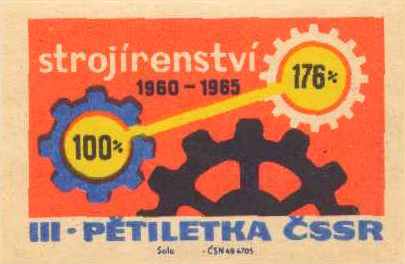 strojírenství
1960 – 1965
176%
100%
III · PĚTILETKA ČSSR
Solo · ČSN 49 6705